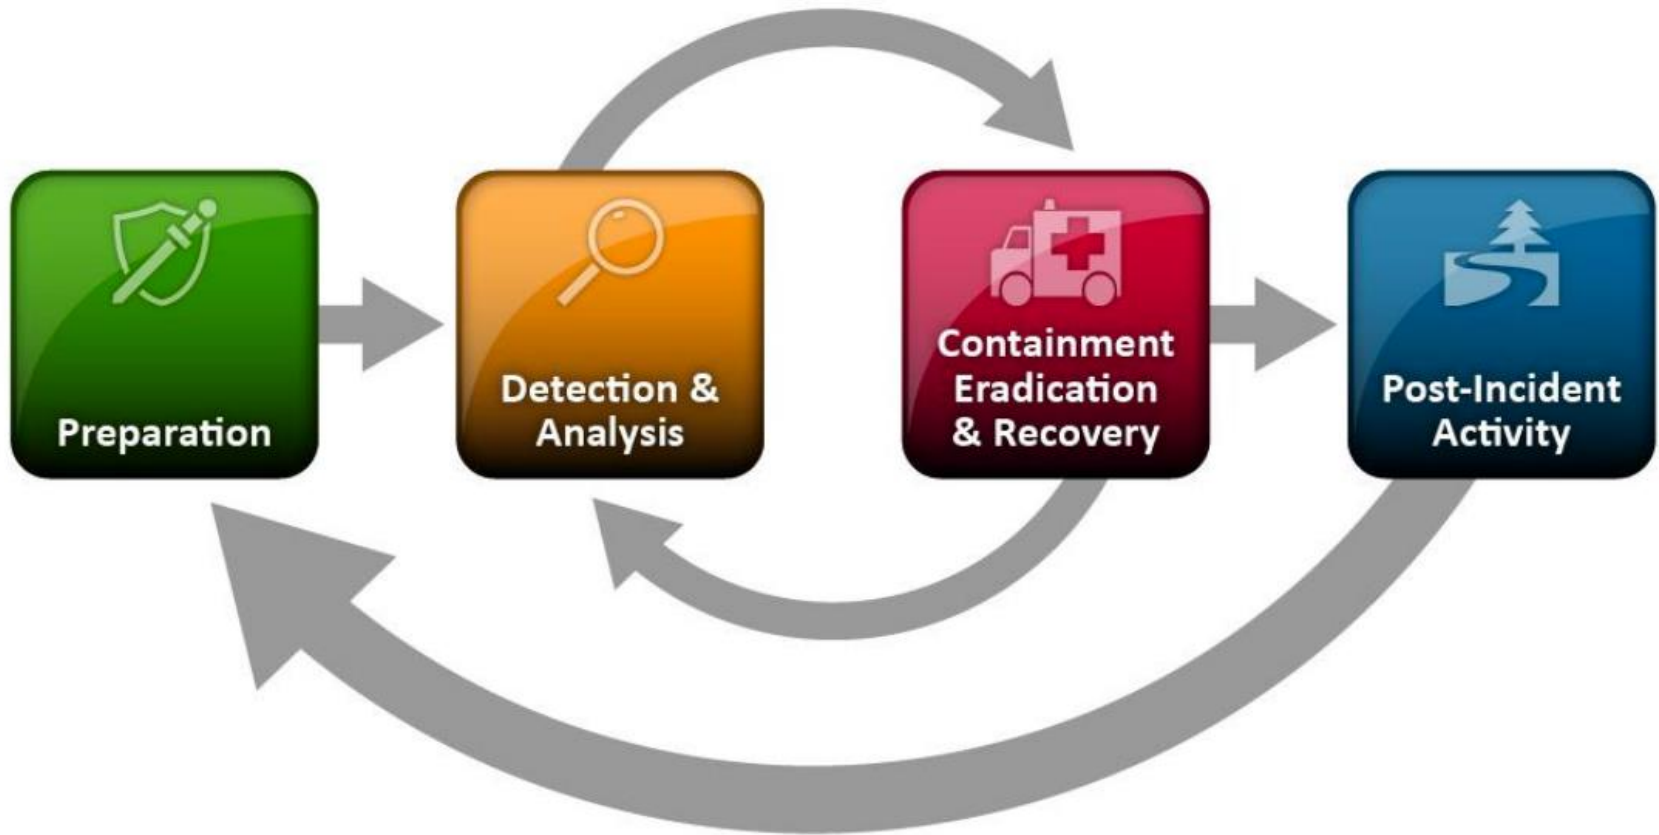 Preparation
Detection &
Analysis
Containment
Eradication
& Recovery
Post-Incident
Activity